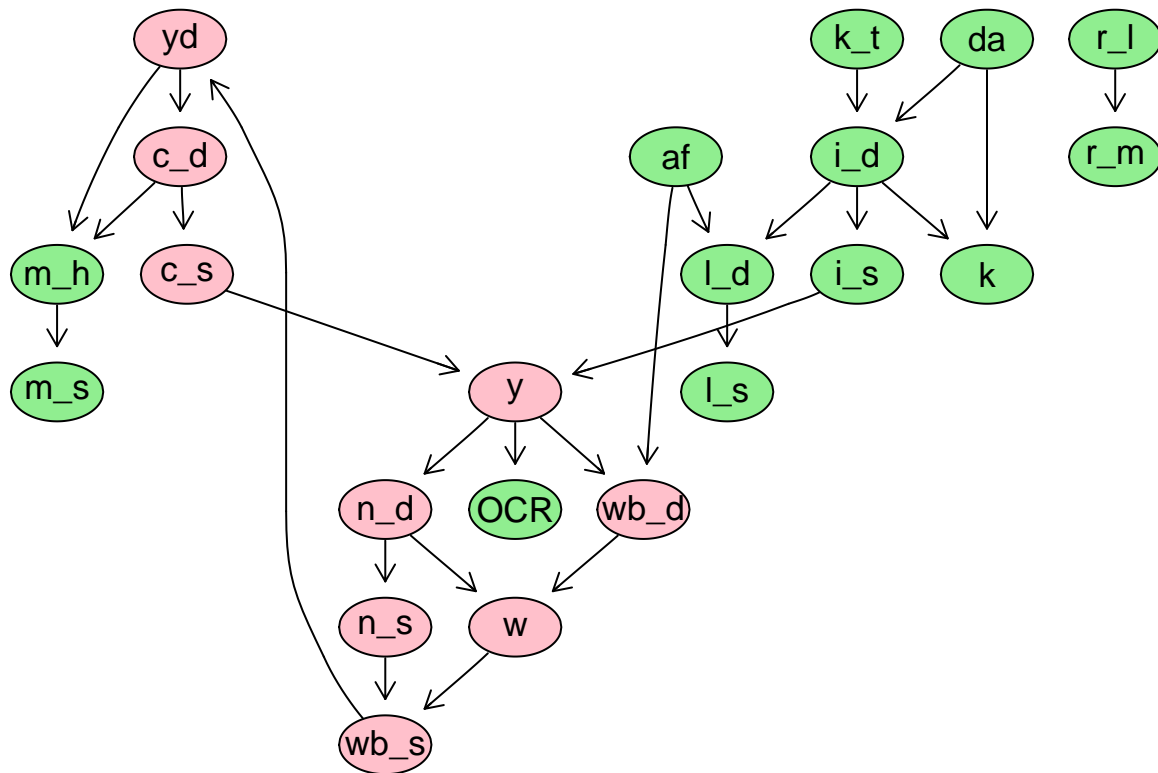 yd k_t da r_l
c_d af i_d r_m
m_h c_s l_d i_s k
m_s y l_s
n_d OCR wb_d
n_s w
wb_s